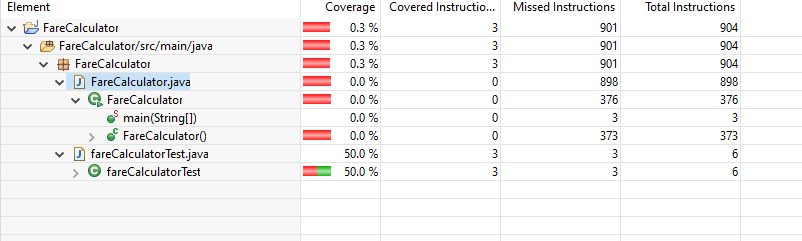 Element Coverage Covered Instructio... Missed Instructions Total Instructions
FareCalculator 0.3 % 3 901 904
FareCalculator/src/main/java 0.3 % 3 901 904
FareCalculator 0.3 % 3 901 904
FareCalculator.java 0.0 % 0 898 898
FareCalculator 0.0 % 0 376 376
main(String[]) 0.0 % 0 3 3
FareCalculator() 0.0 % 0 373 373
fareCalculatorTest.java 50.0 % 3 3 6
fareCalculatorTest 50.0 % 3 3 6